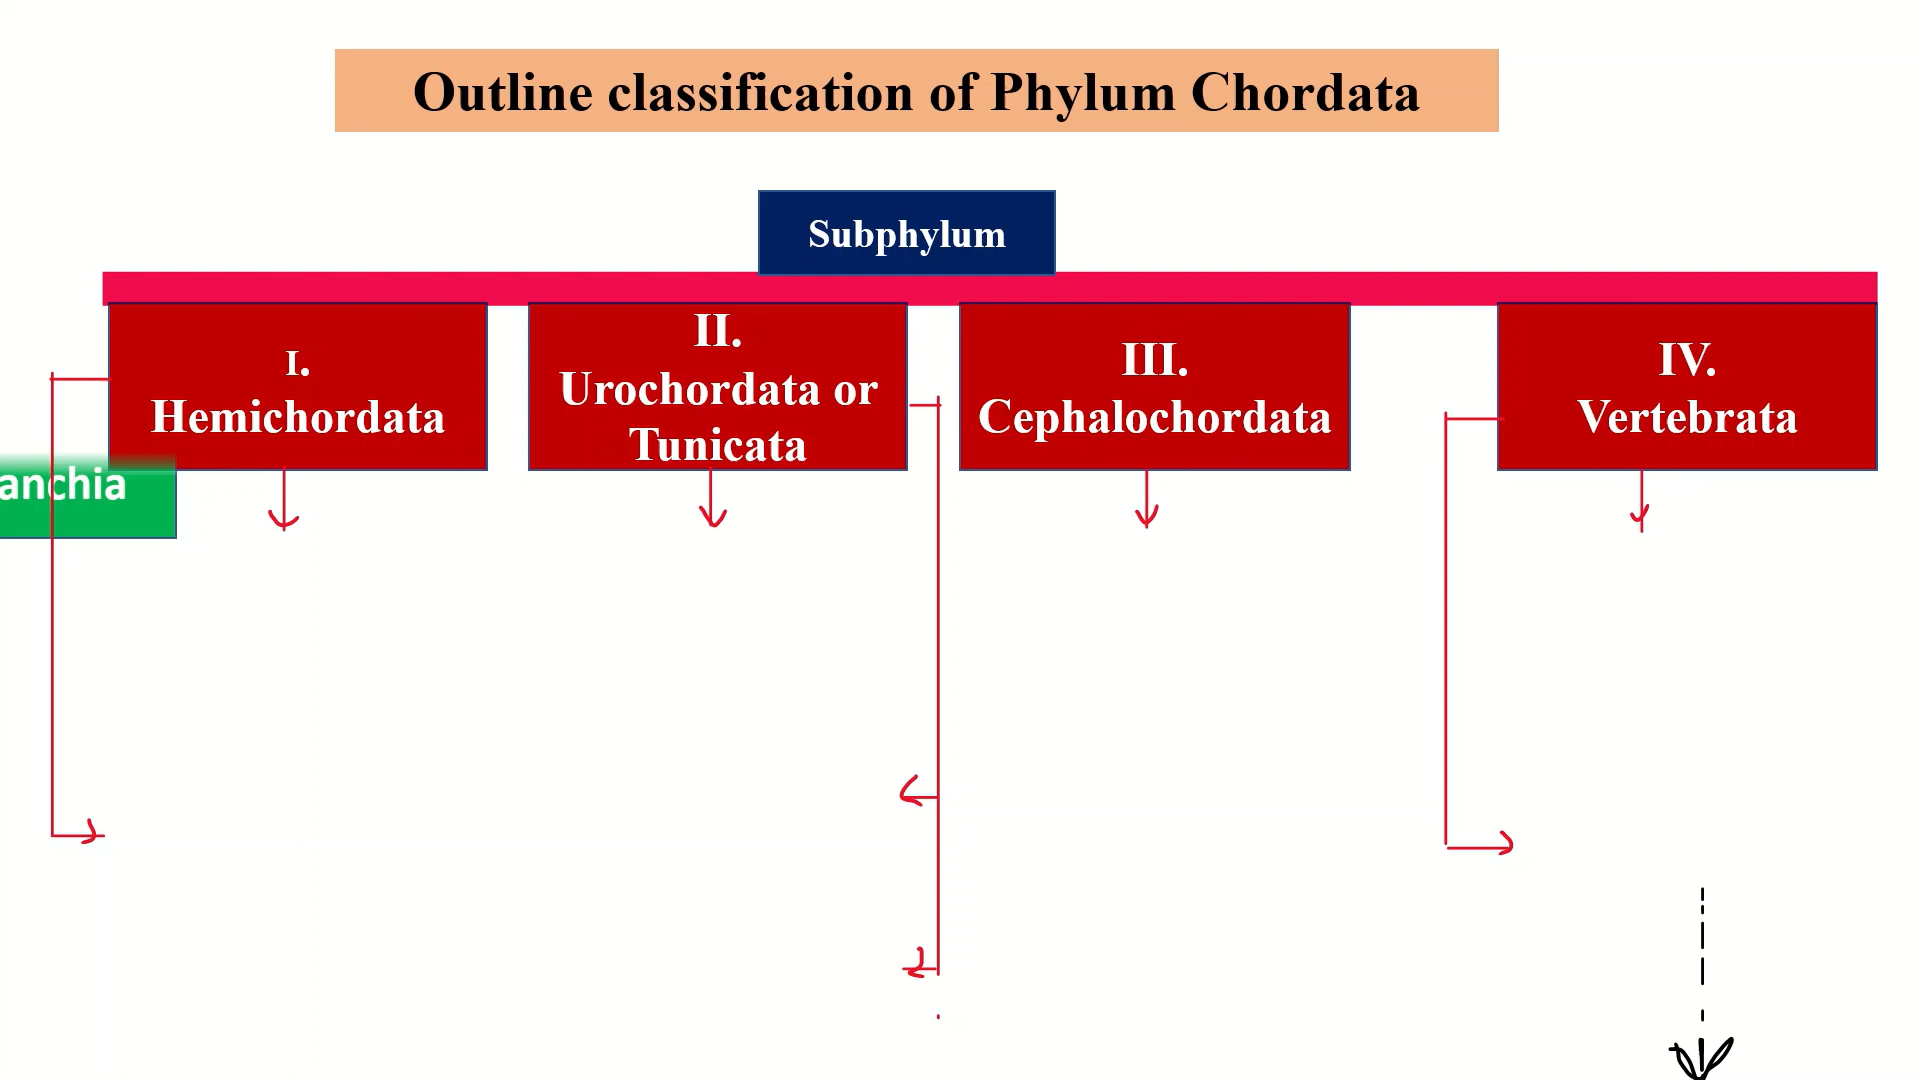 Outline classification of Phylum Chordata
Subphylum
I.
Hemichordata
II.
Urochordata or
Tunicata
III.
Cephalochordata
IV.
Vertebrata
anchia